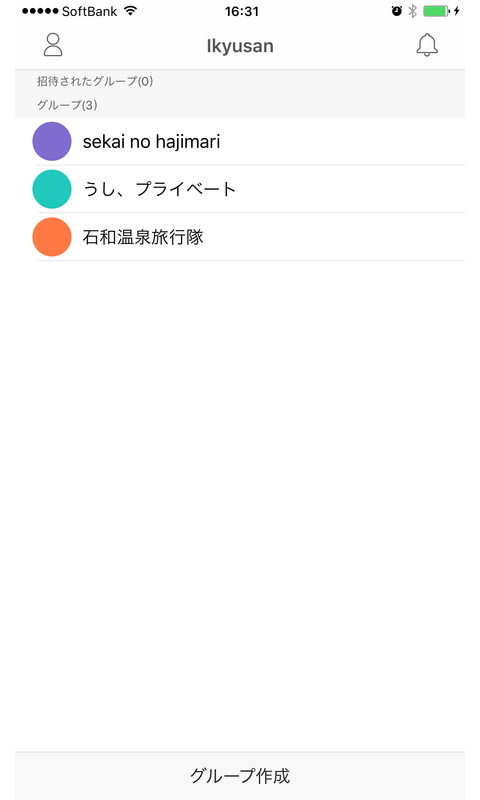 SoftBank 16:31
Ikyusan
招待されたグループ(0)
グループ(3)
sekai no hajimari
うし、プライベート
石和温泉旅行隊
グループ作成